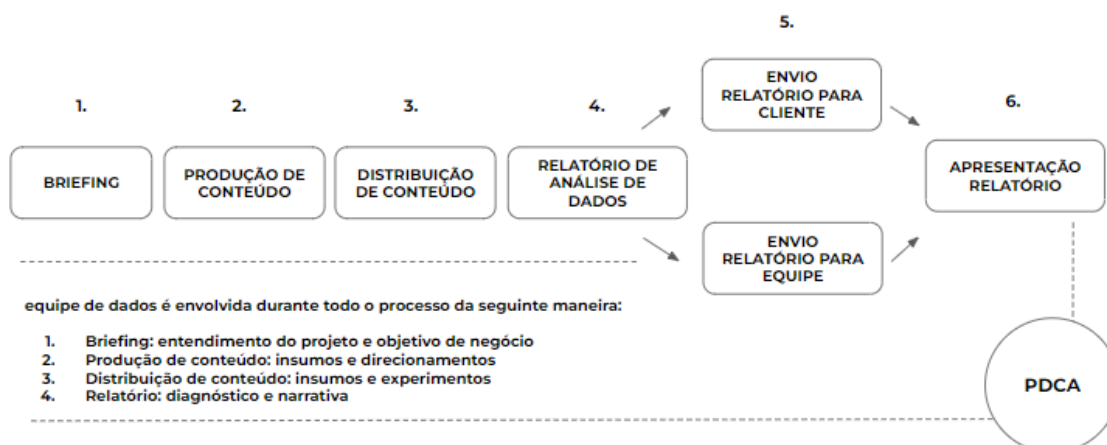 1.
BRIEFING
2.
PRODUÇÃO DE
CONTEÚDO
3.
DISTRIBUIÇÃO
DE CONTEÚDO
4.
RELATÓRIO DE
ANÁLISE DE
DADOS
5.
ENVIO
RELATÓRIO PARA
CLIENTE
ENVIO
RELATÓRIO PARA
EQUIPE
6.
APRESENTAÇÃO
RELATÓRIO
equipe de dados é envolvida durante todo o processo da seguinte maneira:
1. Briefing: entendimento do projeto e objetivo de negócio
2. Produção de conteúdo: insumos e direcionamentos
3. Distribuição de conteúdo: insumos e experimentos
4. Relatório: diagnóstico e narrativa
PDCA